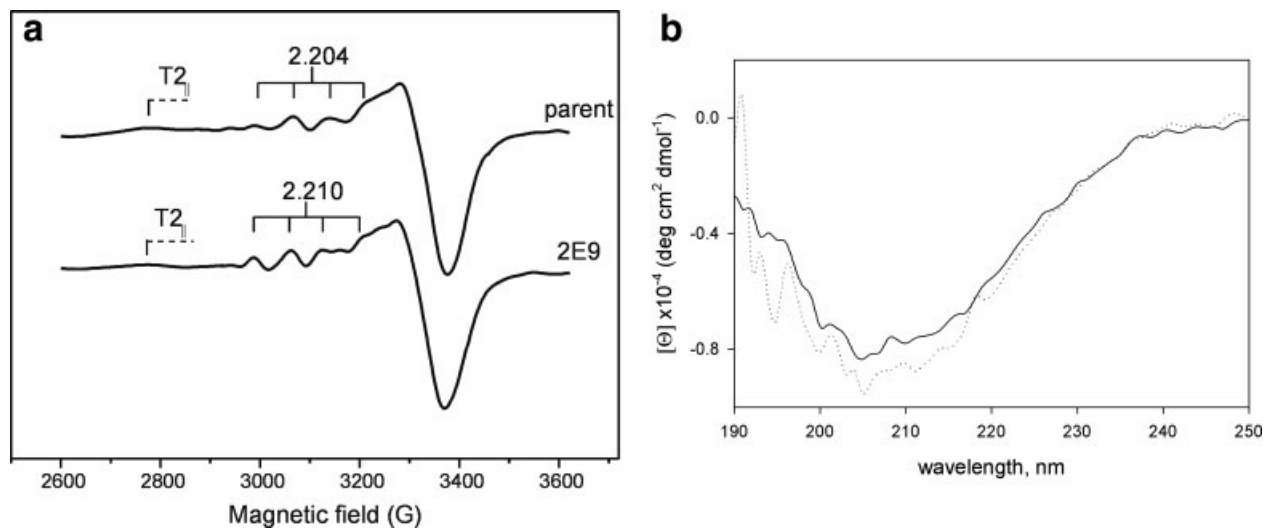 a
T2||
2.204
parent
T2||
2.210
2E9
2600 2800 3000 3200 3400 3600
Magnetic field (G)
b
0.0
-0.4
-0.8
[Θ] x10⁻⁴ (deg cm² dmol⁻¹)
190 200 210 220 230 240 250
wavelength, nm